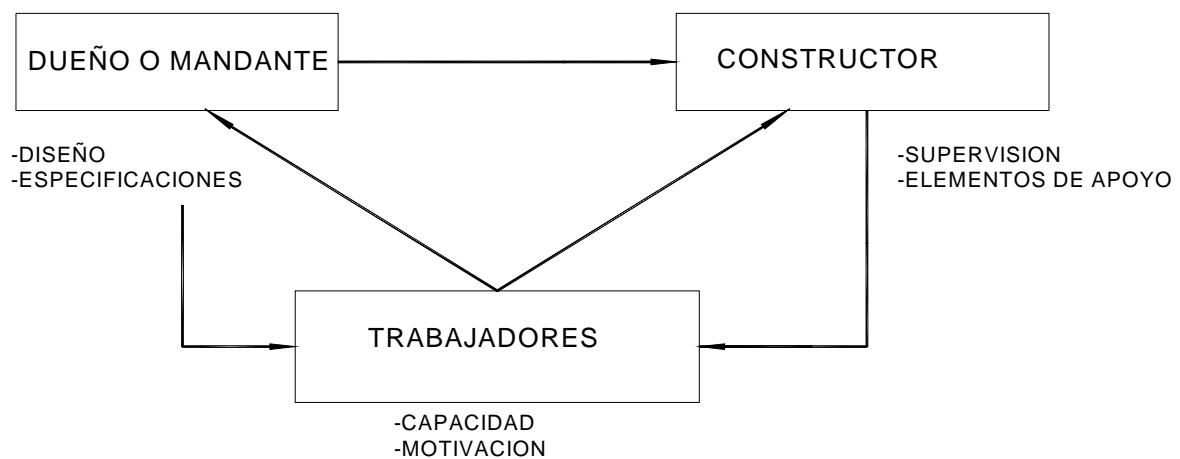 DUEÑO O MANDANTE
CONSTRUCTOR
-DISEÑO
-ESPECIFICACIONES
-SUPERVISION
-ELEMENTOS DE APOYO
TRABAJADORES
-CAPACIDAD
-MOTIVACION